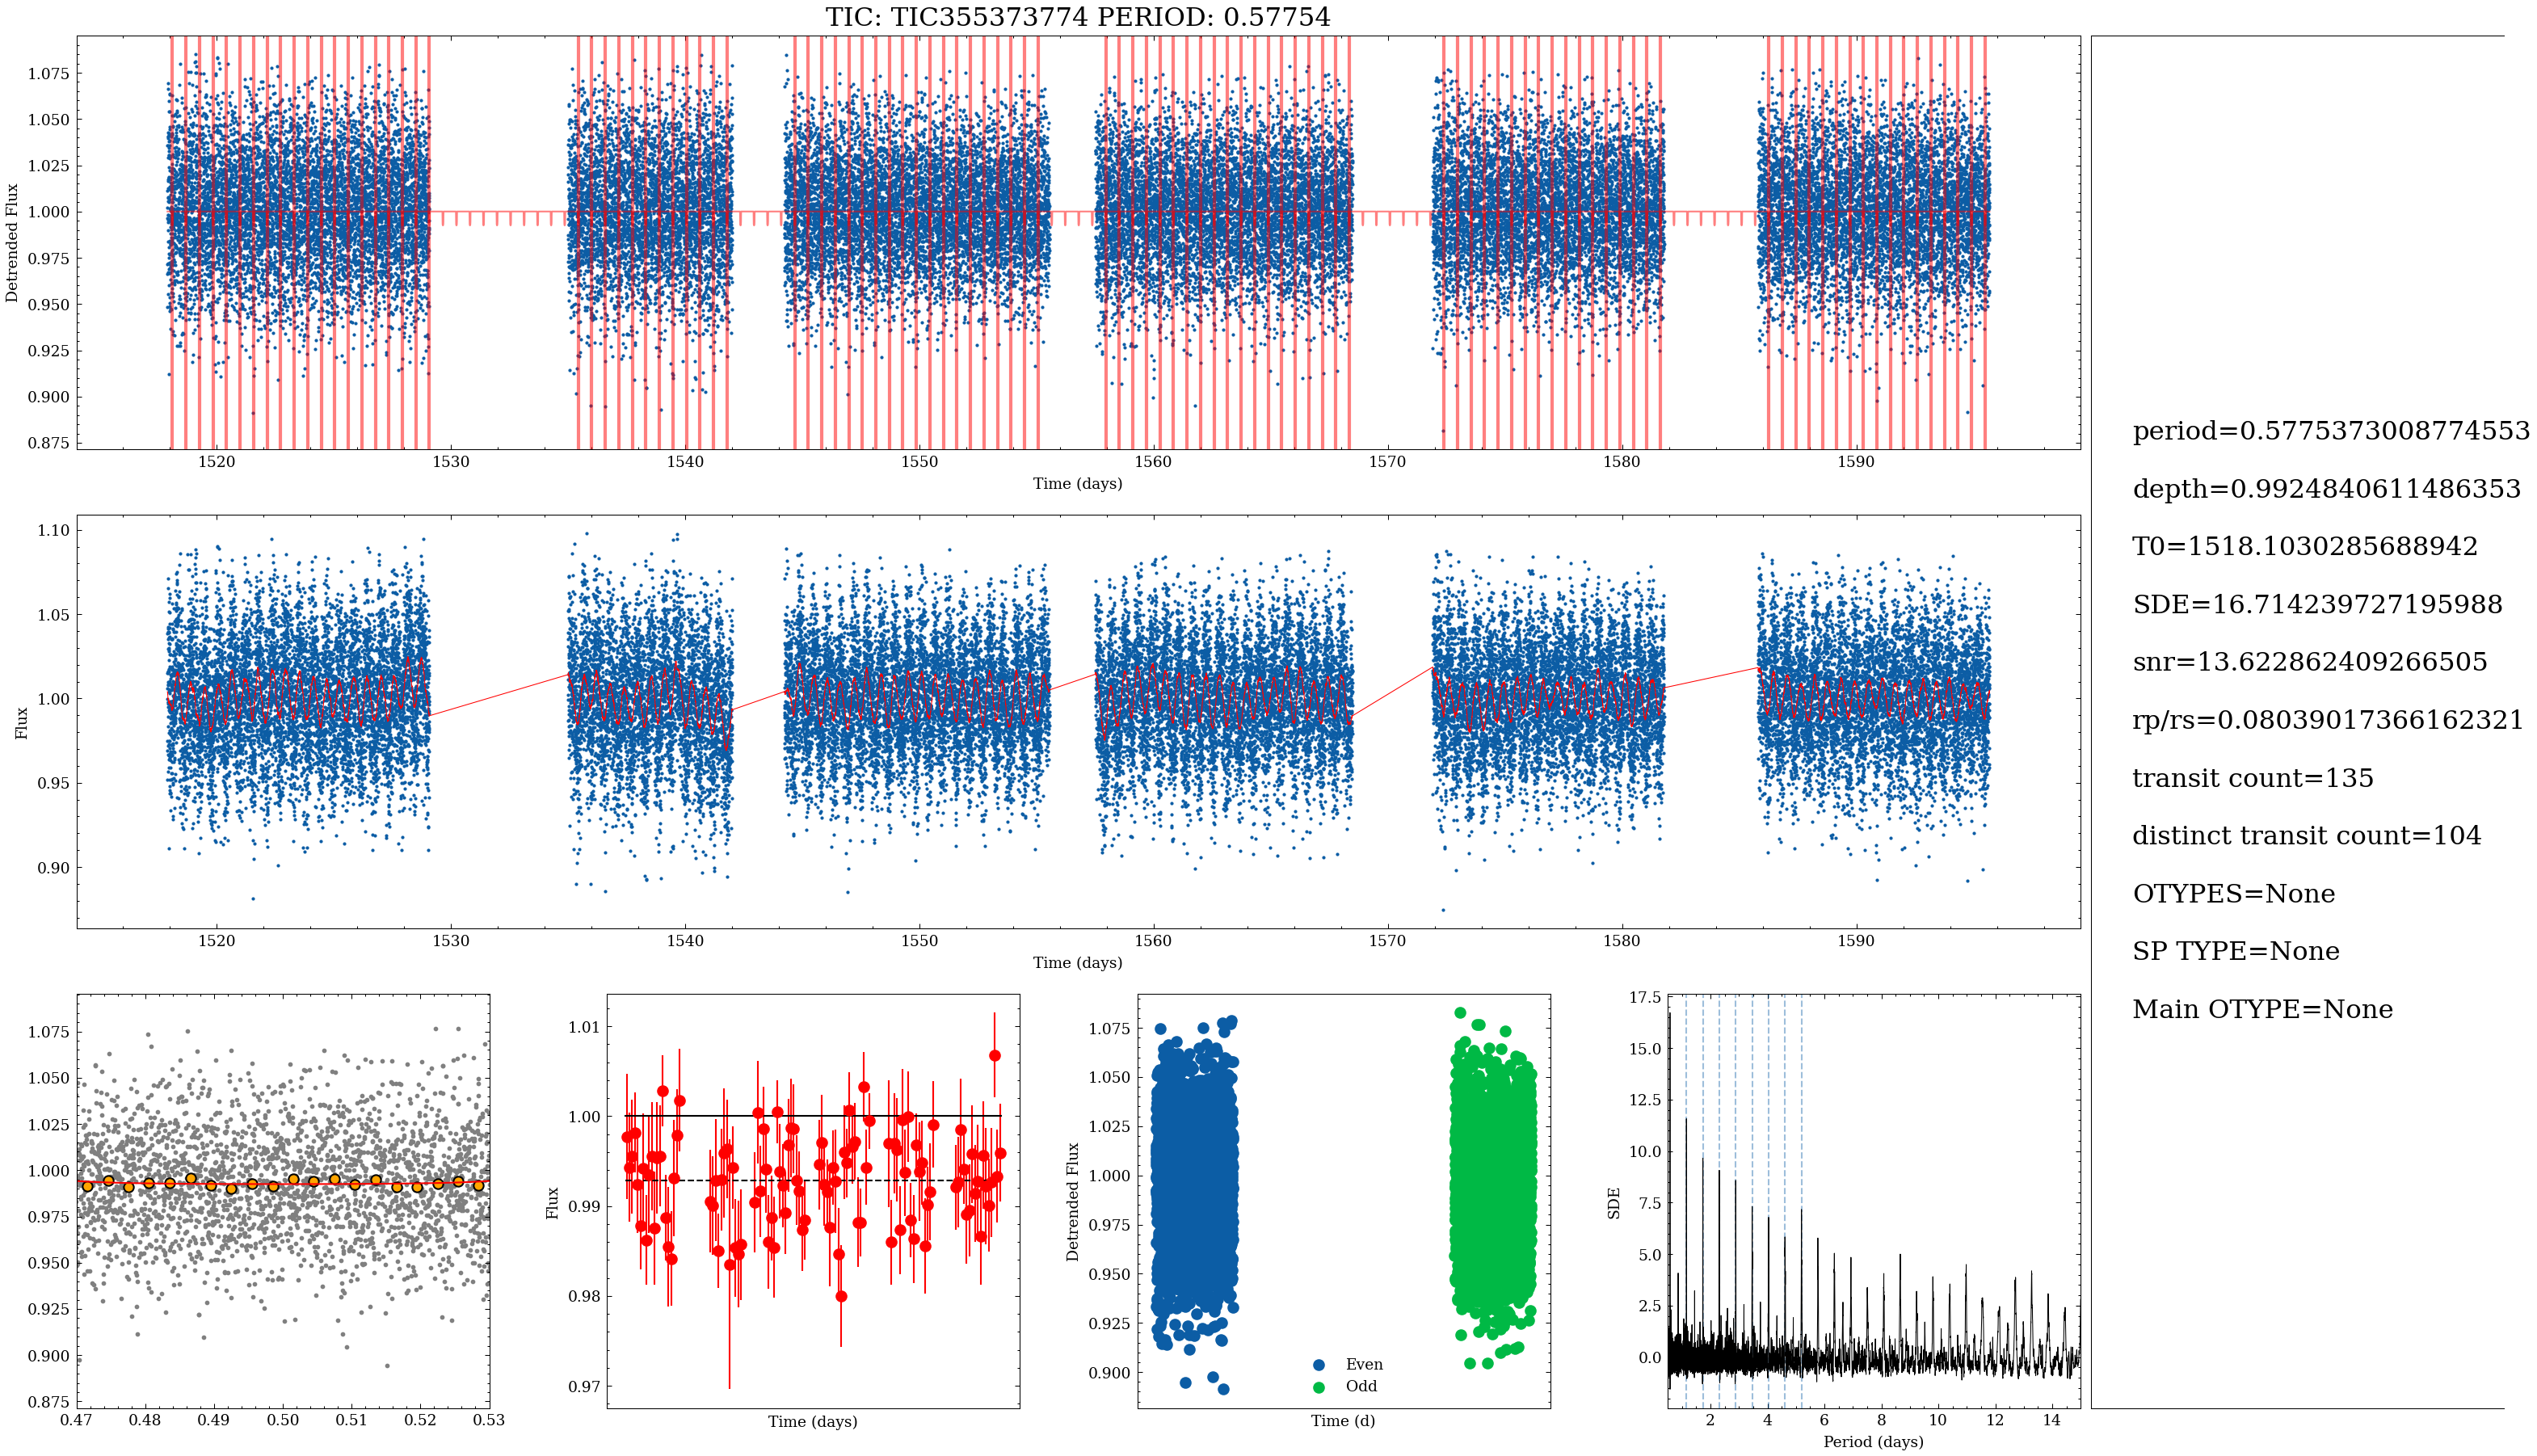 TIC: TIC355373774 PERIOD: 0.57754
Detrended Flux
1.075
1.050
1.025
1.000
0.975
0.950
0.925
0.900
0.875
1520 1530 1540 1550 1560 1570 1580 1590
Time (days)
Flux
1.10
1.05
1.00
0.95
0.90
1520 1530 1540 1550 1560 1570 1580 1590
Time (days)
period=0.5775373008774553
depth=0.9924840611486353
T0=1518.1030285688942
SDE=16.714239727195988
snr=13.622862409266505
rp/rs=0.08039017366162321
transit count=135
distinct transit count=104
OTYPES=None
SP TYPE=None
Main OTYPE=None
1.075
1.050
1.025
1.000
0.975
0.950
0.925
0.900
0.875
0.47 0.48 0.49 0.50 0.51 0.52 0.53
Flux
1.01
1.00
0.99
0.98
0.97
Time (days)
Detrended Flux
1.075
1.050
1.025
1.000
0.975
0.950
0.925
0.900
Even
Odd
Time (d)
SDE
17.5
15.0
12.5
10.0
7.5
5.0
2.5
0.0
2 4 6 8 10 12 14
Period (days)